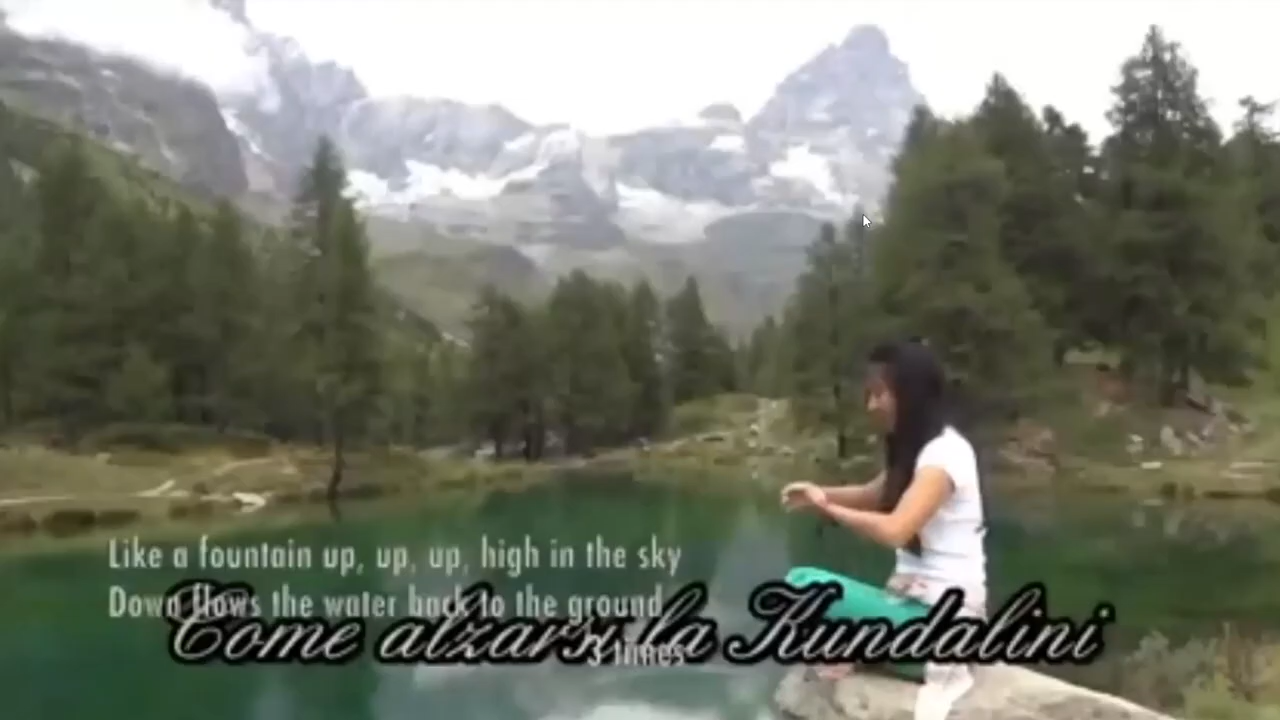 Like a fountain up, up, up, high in the sky
Down flows the water back to the ground
Come alzarsi la Kundalini
3 times